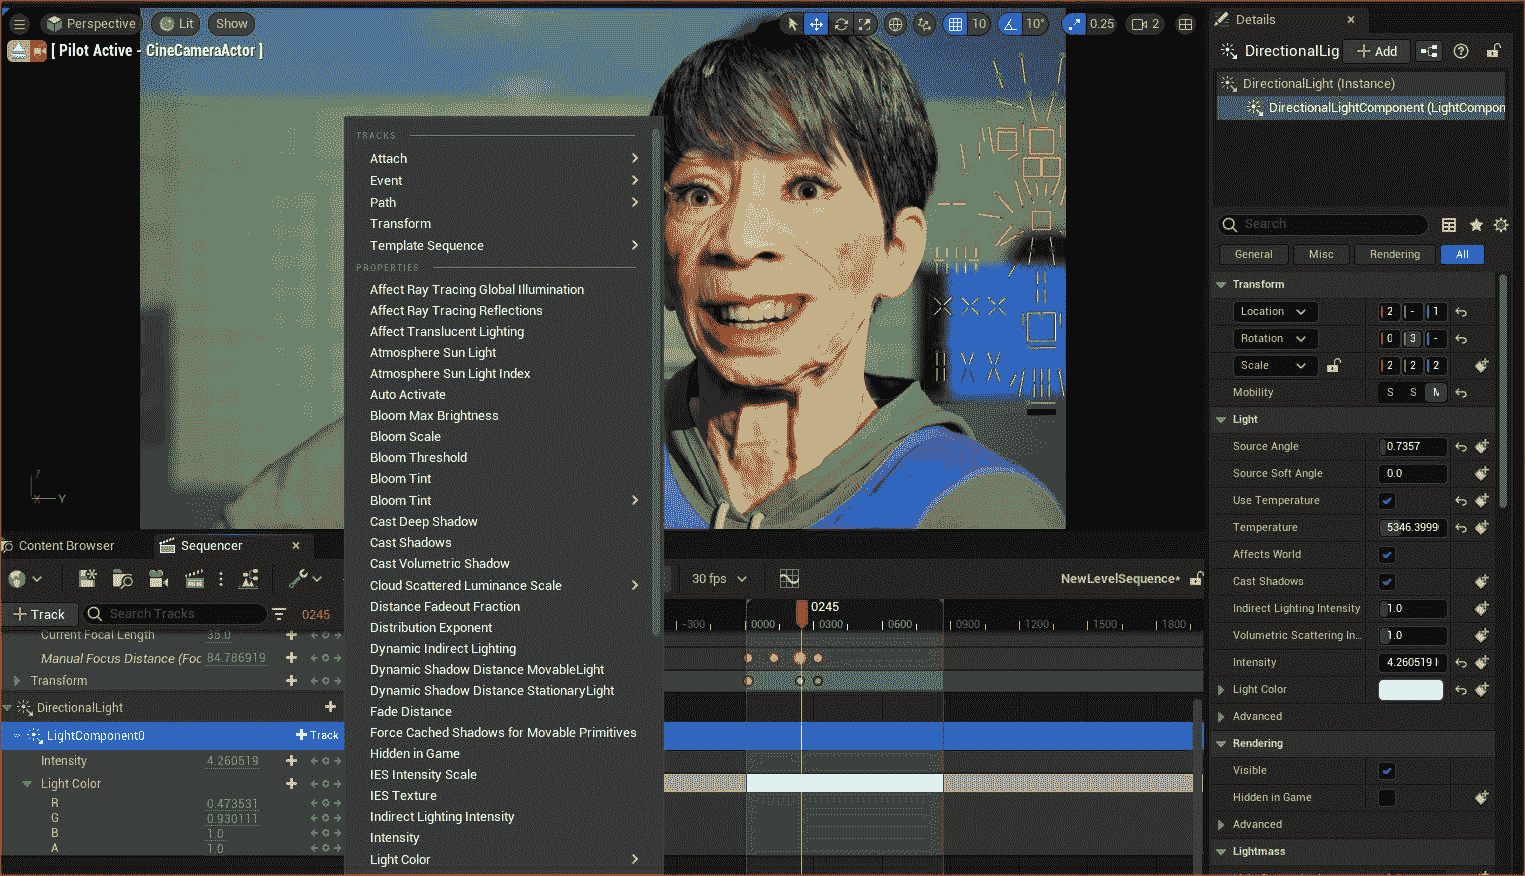 Perspective Lit Show 10 10° 0.25 2
[ Pilot Active - CineCameraActor ]
Z
X
Y
TRACKS
Attach
Event
Path
Transform
Template Sequence
PROPERTIES
Affect Ray Tracing Global Illumination
Affect Ray Tracing Reflections
Affect Translucent Lighting
Atmosphere Sun Light
Atmosphere Sun Light Index
Auto Activate
Bloom Max Brightness
Bloom Scale
Bloom Threshold
Bloom Tint
Bloom Tint
Cast Deep Shadow
Cast Shadows
Cast Volumetric Shadow
Cloud Scattered Luminance Scale
Distance Fadeout Fraction
Distribution Exponent
Dynamic Indirect Lighting
Dynamic Shadow Distance MovableLight
Dynamic Shadow Distance StationaryLight
Fade Distance
Force Cached Shadows for Movable Primitives
Hidden in Game
IES Intensity Scale
IES Texture
Indirect Lighting Intensity
Intensity
Light Color
Content Browser
Sequencer
Track
Search Tracks
0245
Current Focal Length 35.0
Manual Focus Distance (Foc 84.786919
Transform
DirectionalLight
LightComponent0 Track
Intensity 4.260519
Light Color
R 0.473531
G 0.930111
B 1.0
A 1.0
30 fps
NewLevelSequence*
0245
-300 0000 0300 0600 0900 1200 1500 1800
Details
DirectionalLig Add
DirectionalLight (Instance)
DirectionalLightComponent (LightCompon
Search
General Misc Rendering All
Transform
Location 2 - 1
Rotation 0 3 -
Scale 2 2 2
Mobility S S M
Light
Source Angle 0.7357
Source Soft Angle 0.0
Use Temperature
Temperature 5346.3999
Affects World
Cast Shadows
Indirect Lighting Intensity 1.0
Volumetric Scattering In... 1.0
Intensity 4.260519 l
Light Color
Advanced
Rendering
Visible
Hidden in Game
Advanced
Lightmass